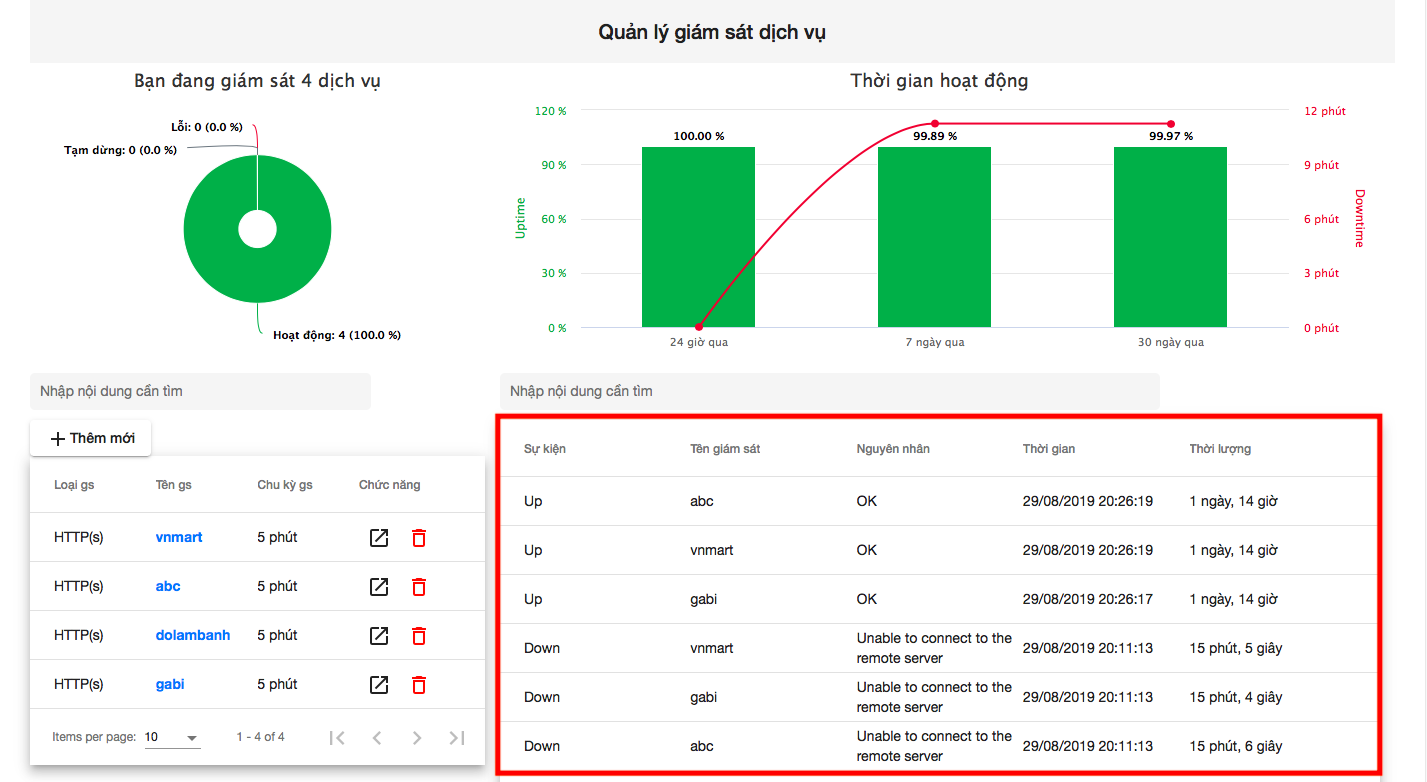 Quản lý giám sát dịch vụ
Bạn đang giám sát 4 dịch vụ
Lỗi: 0 (0.0 %)
Tạm dừng: 0 (0.0 %)
Hoạt động: 4 (100.0 %)
Thời gian hoạt động
120 %
90 %
60 %
30 %
0 %
Uptime
100.00 %
99.89 %
99.97 %
24 giờ qua
7 ngày qua
30 ngày qua
12 phút
9 phút
6 phút
3 phút
0 phút
Downtime
Nhập nội dung cần tìm
Thêm mới
Loại gs Tên gs Chu kỳ gs Chức năng
HTTP(s) vnmart 5 phút
HTTP(s) abc 5 phút
HTTP(s) dolambanh 5 phút
HTTP(s) gabi 5 phút
Items per page: 10 1 - 4 of 4
Nhập nội dung cần tìm
Sự kiện Tên giám sát Nguyên nhân Thời gian Thời lượng
Up abc OK 29/08/2019 20:26:19 1 ngày, 14 giờ
Up vnmart OK 29/08/2019 20:26:19 1 ngày, 14 giờ
Up gabi OK 29/08/2019 20:26:17 1 ngày, 14 giờ
Down vnmart Unable to connect to the remote server 29/08/2019 20:11:13 15 phút, 5 giây
Down gabi Unable to connect to the remote server 29/08/2019 20:11:13 15 phút, 4 giây
Down abc Unable to connect to the remote server 29/08/2019 20:11:13 15 phút, 6 giây